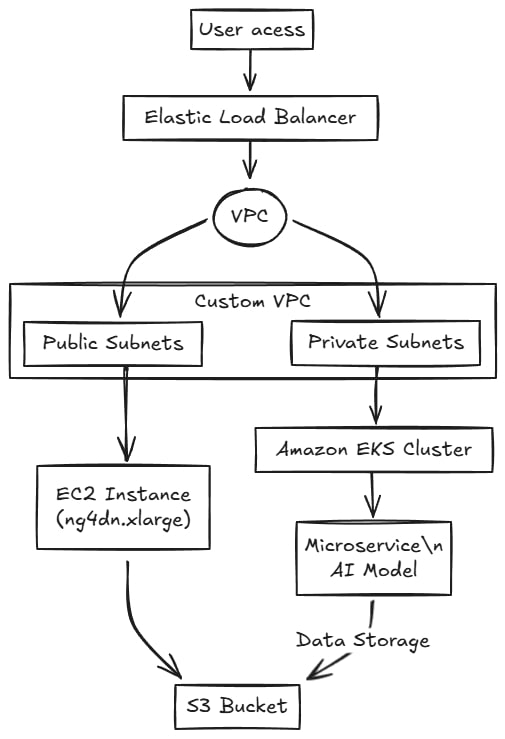 User acess
Elastic Load Balancer
VPC
Custom VPC
Public Subnets
Private Subnets
Amazon EKS Cluster
EC2 Instance
(ng4dn.xlarge)
Microservice\n
AI Model
Data Storage
S3 Bucket